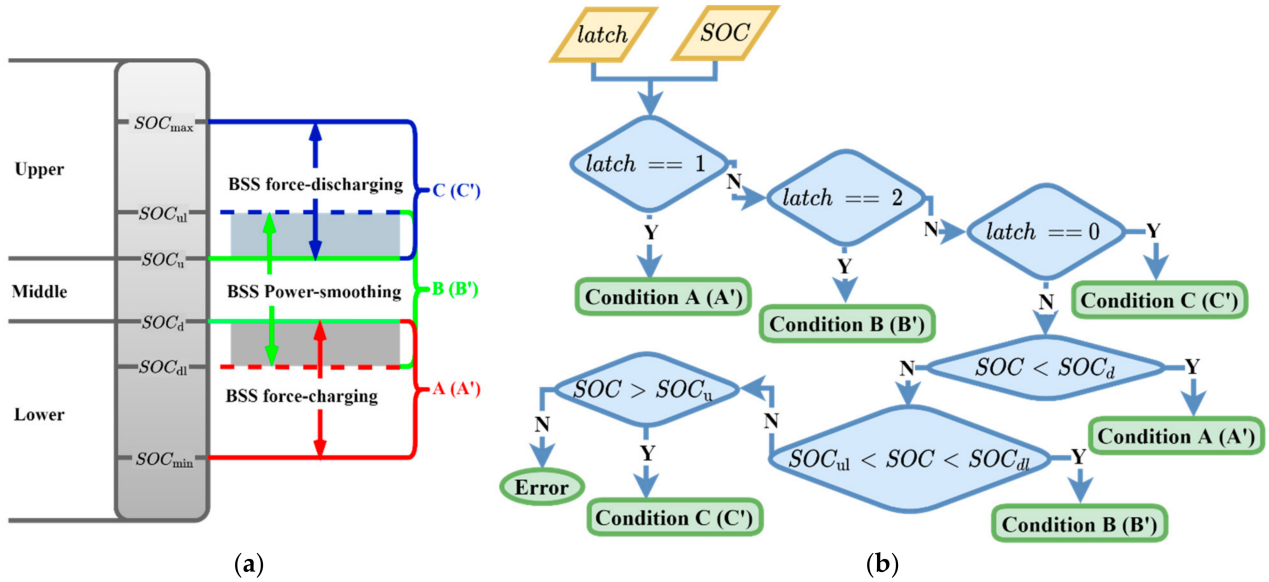 Upper
Middle
Lower
SOCmax
SOCul
SOCu
SOCd
SOCdl
SOCmin
BSS force-discharging
BSS Power-smoothing
BSS force-charging
C (C')
B (B')
A (A')
(a)
latch
SOC
latch == 1
N
latch == 2
N
latch ==0
Y
Y
Y
Condition A (A')
Condition B (B')
Condition C (C')
N
SOC < SOCd
N
Y
Condition A (A')
SOCul < SOC < SOCdl
N
Y
Condition B (B')
SOC > SOCu
N
Y
Error
Condition C (C')
(b)